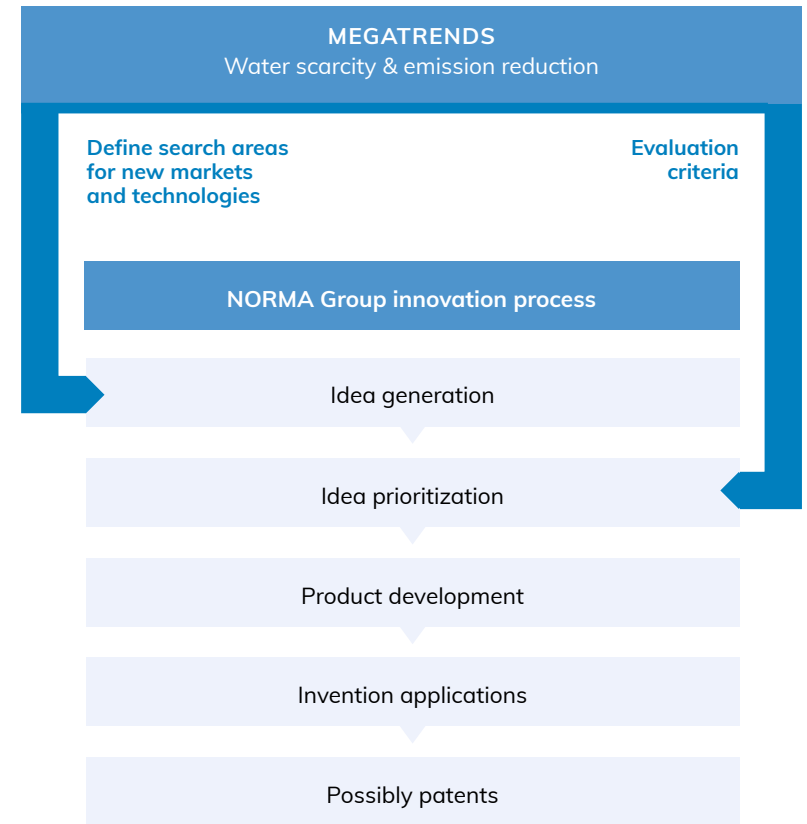 MEGATRENDS
Water scarcity & emission reduction
Define search areas
for new markets
and technologies
Evaluation
criteria
NORMA Group innovation process
Idea generation
Idea prioritization
Product development
Invention applications
Possibly patents